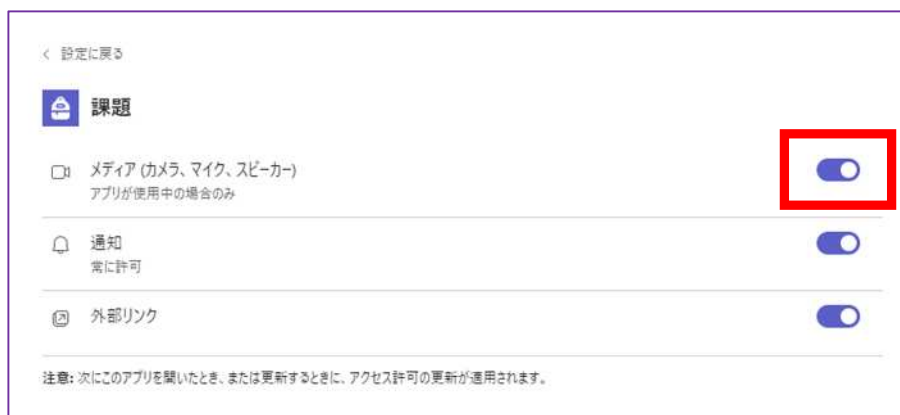 < 設定に戻る
課題
メディア (カメラ、マイク、スピーカー)
アプリが使用中の場合のみ
通知
常に許可
外部リンク
注意: 次にこのアプリを開いたとき、または更新するときに、アクセス許可の更新が適用されます。